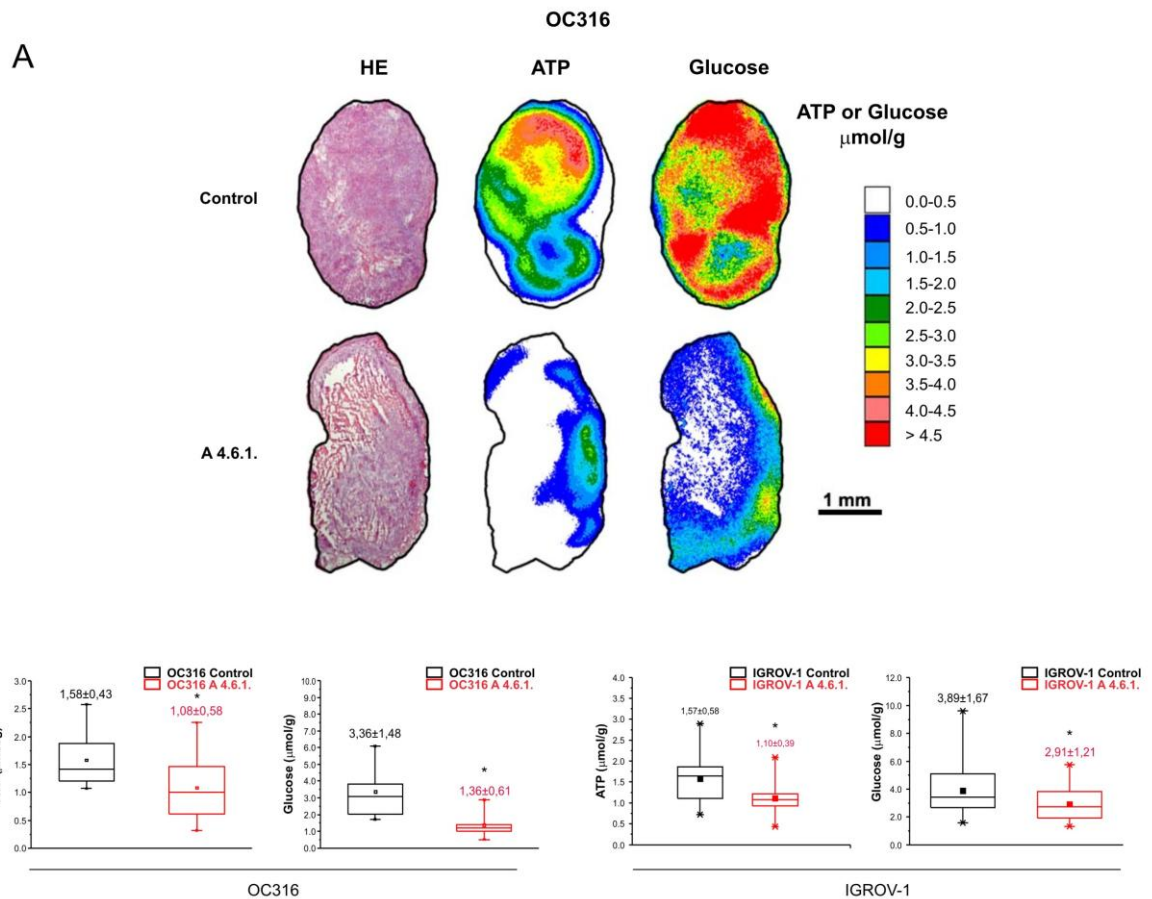 OC316
A
HE
ATP
Glucose
ATP or Glucose
μmol/g
Control
A 4.6.1.
0.0-0.5
0.5-1.0
1.0-1.5
1.5-2.0
2.0-2.5
2.5-3.0
3.0-3.5
3.5-4.0
4.0-4.5
> 4.5
1 mm
OC316 Control
OC316 A 4.6.1.
3.0
2.5
2.0
1.5
1.0
0.5
0.0
1,58±0,43
*
1,08±0,58
OC316 Control
OC316 A 4.6.1.
Glucose (μmol/g)
10.0
9.0
8.0
7.0
6.0
5.0
4.0
3.0
2.0
1.0
0.0
3,36±1,48
*
1,36±0,61
OC316
IGROV-1 Control
IGROV-1 A 4.6.1.
ATP (μmol/g)
4.0
3.5
3.0
2.5
2.0
1.5
1.0
0.5
0.0
1,57±0,58
*
1,10±0,39
IGROV-1 Control
IGROV-1 A 4.6.1.
Glucose (μmol/g)
12.0
10.0
8.0
6.0
4.0
2.0
0.0
3,89±1,67
*
2,91±1,21
IGROV-1